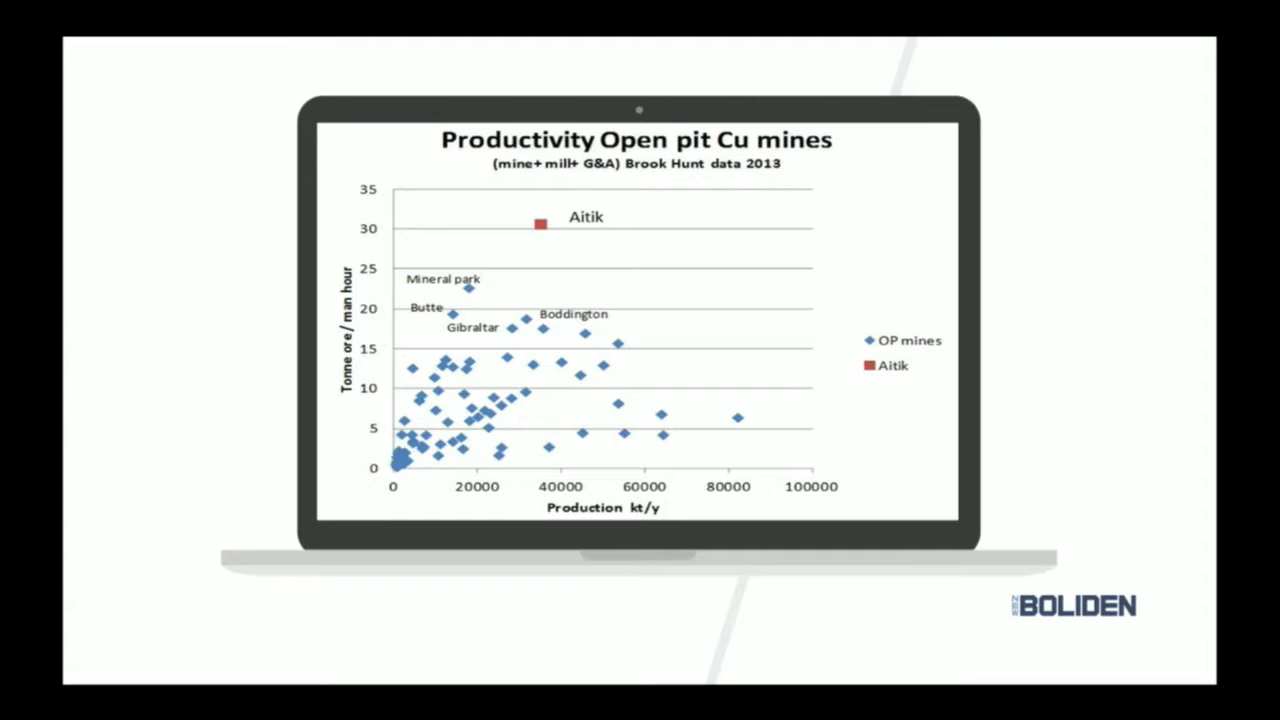 Productivity Open pit Cu mines
(mine+ mill+ G&A) Brook Hunt data 2013
35
30
25
20
15
10
5
0
Tonne ore / man hour
Aitik
Mineral park
Butte
Gibraltar
Boddington
OP mines
Aitik
0 20000 40000 60000 80000 100000
Production kt/y
NEW BOLIDEN